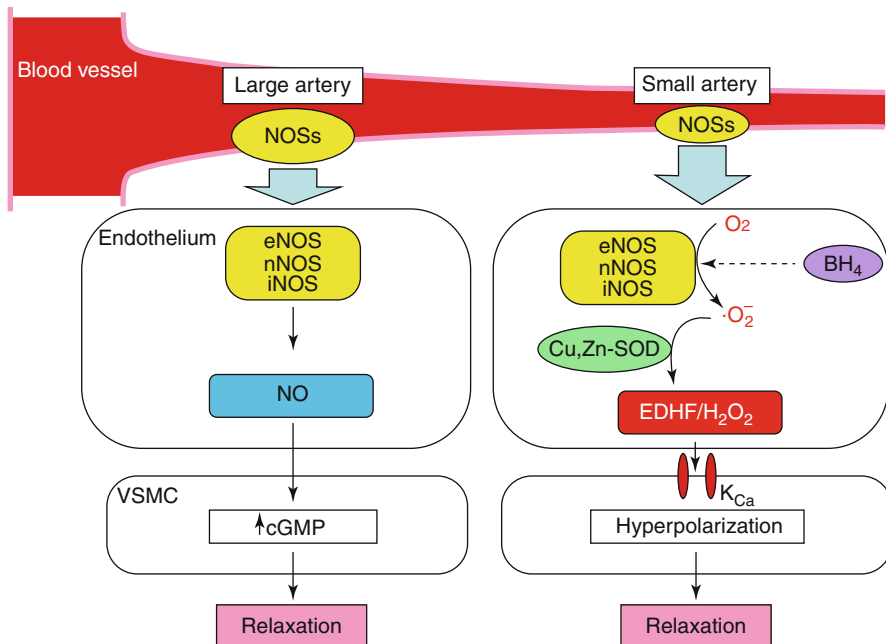 Blood vessel
Large artery
NOSs
Small artery
NOSs
Endothelium
eNOS
nNOS
iNOS
NO
VSMC
↑cGMP
Relaxation
eNOS
nNOS
iNOS
O₂
BH₄
·O₂⁻
Cu,Zn-SOD
EDHF/H₂O₂
K_Ca
Hyperpolarization
Relaxation